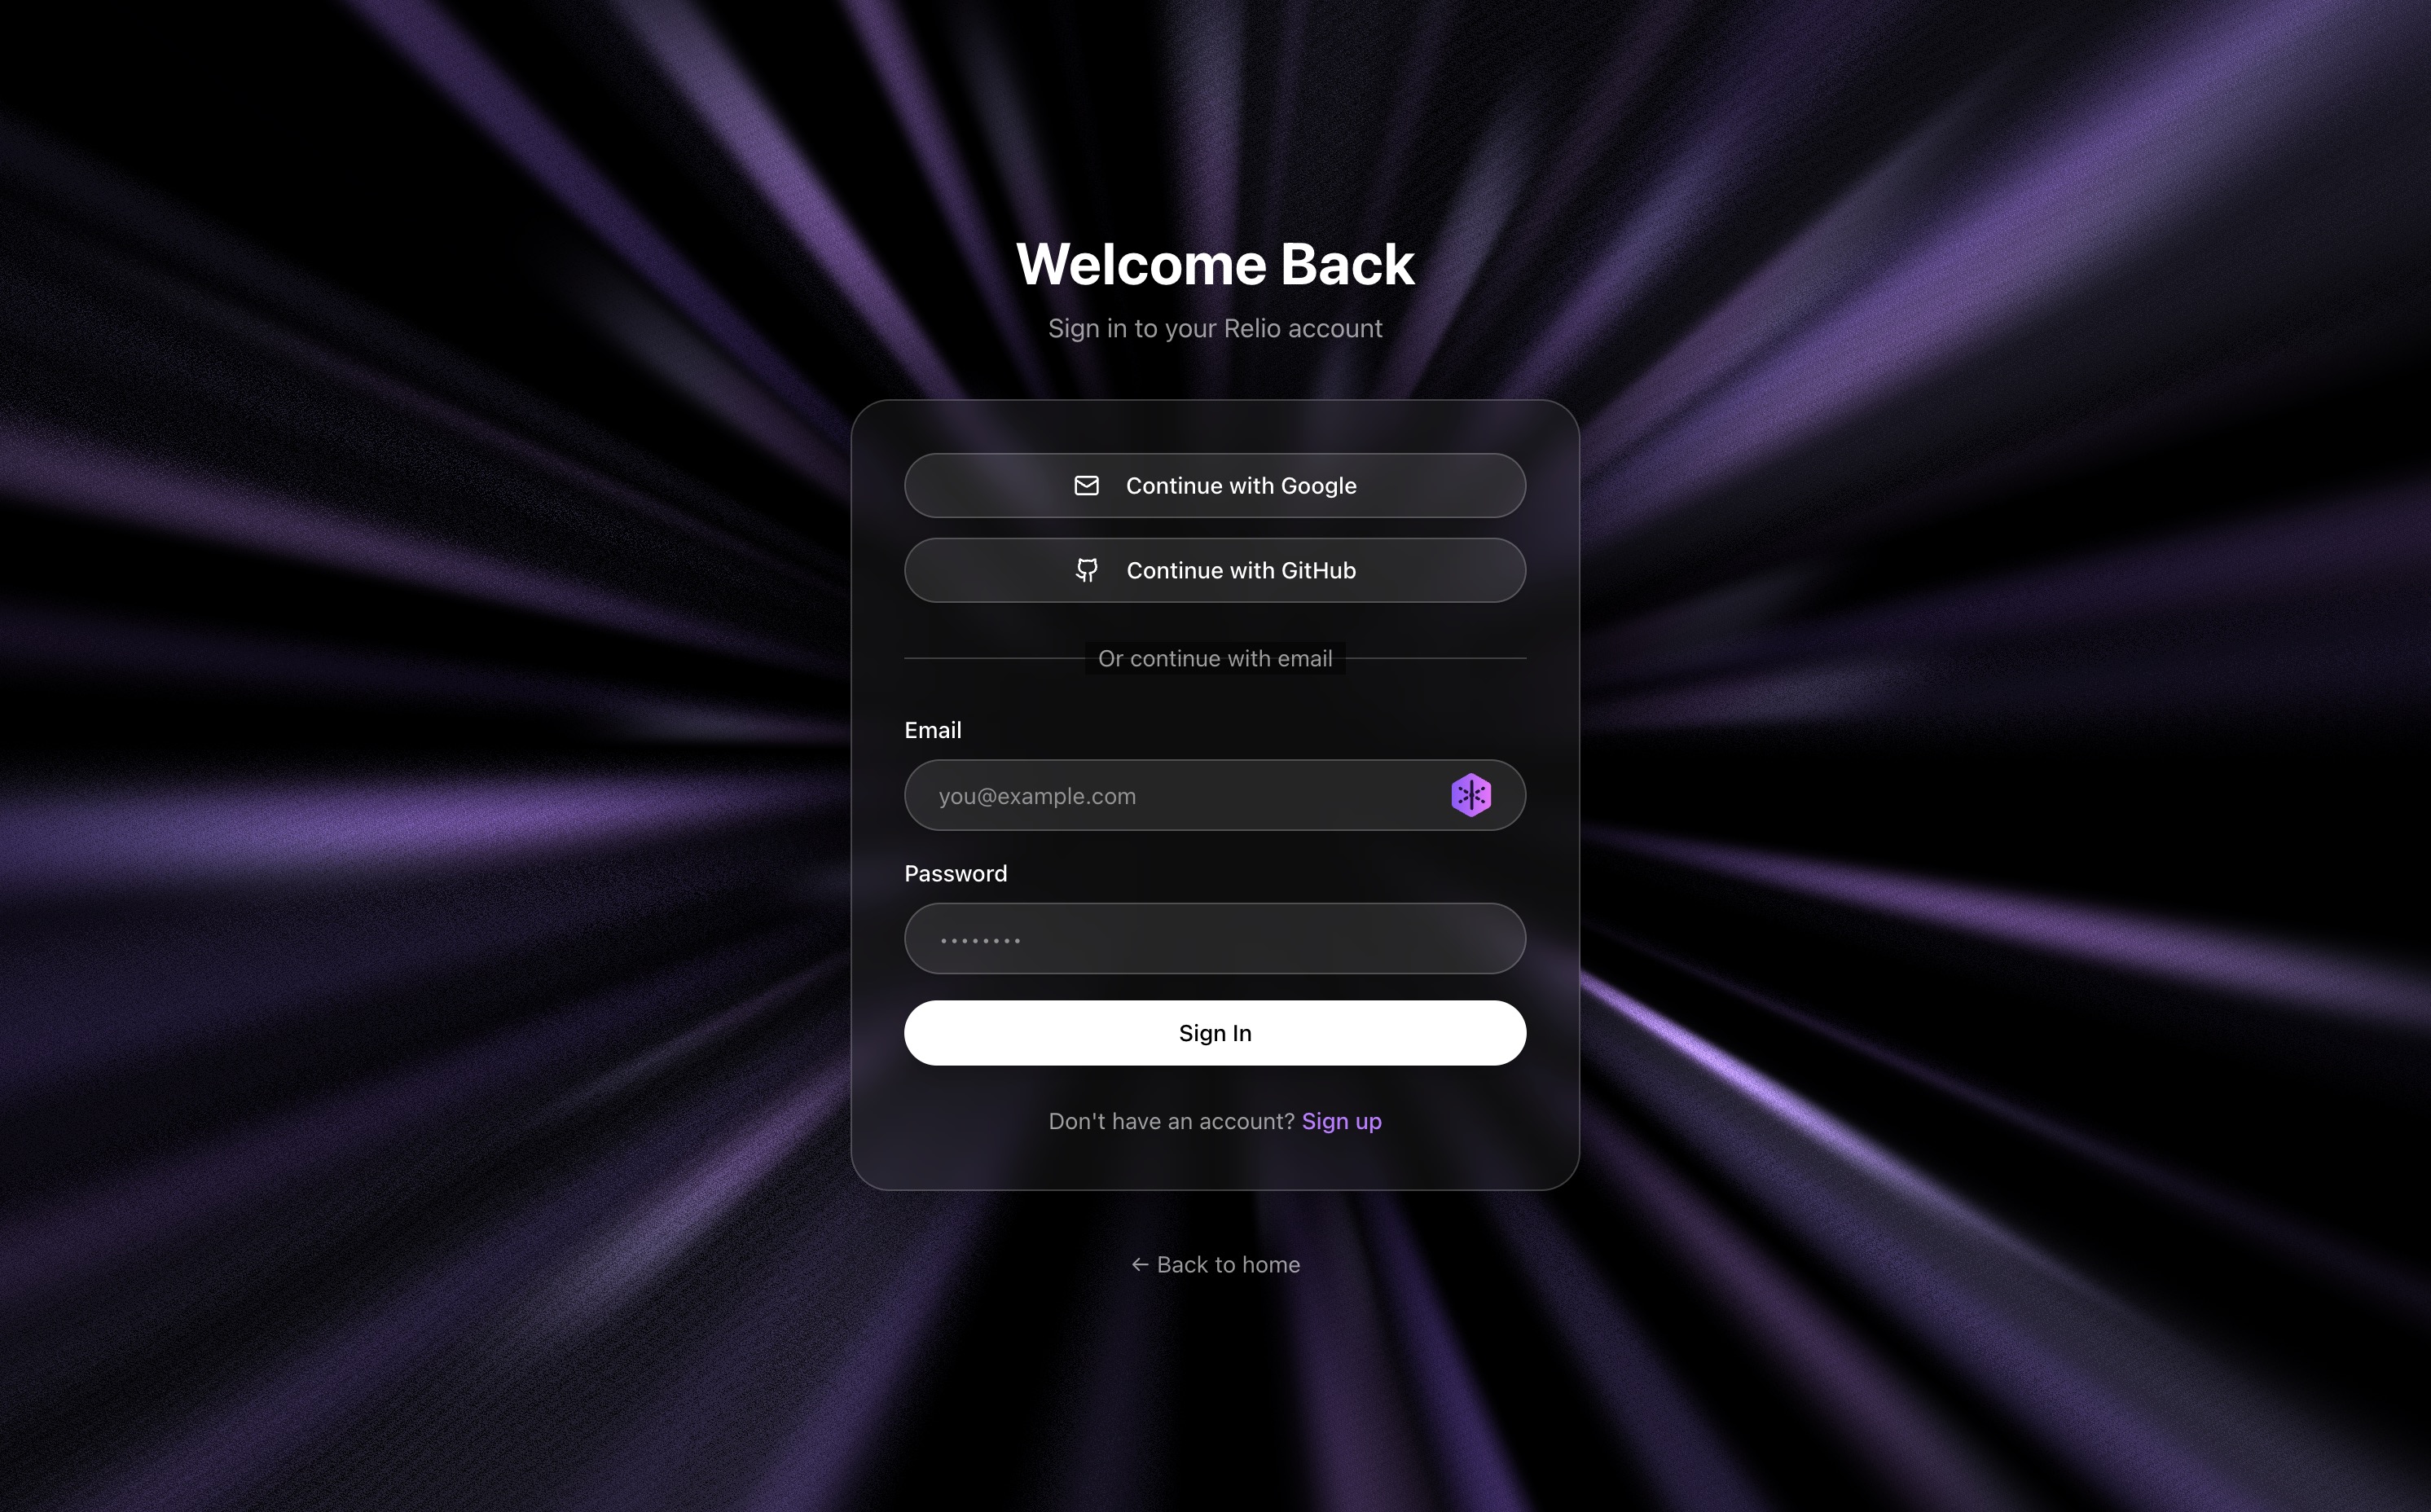 Welcome Back
Sign in to your Relio account
Continue with Google
Continue with GitHub
Or continue with email
Email
you@example.com
Password
••••••••
Sign In
Don't have an account? Sign up
← Back to home